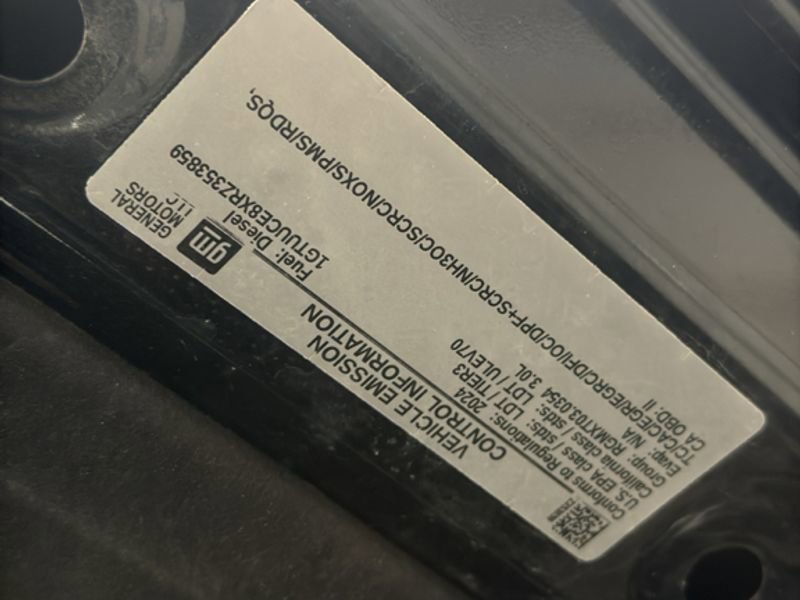 GENERAL
MOTORS
LLC
gm
VEHICLE EMISSION
CONTROL INFORMATION
Fuel: Diesel
1GTUUCE8XRZ353859
Conforms to Regulations: 2024
U.S. EPA class / stds: LDT / TIER3
California class / stds: LDT / ULEV70
Group: RGMXT03.0354 3.0L
Evap: N/A
TC/CAC/EGR/EGRC/DFI/OC/DPF+SCRC/NH3OC/SCRC/NOXS/PMS/RDQS,
CA OBD: II